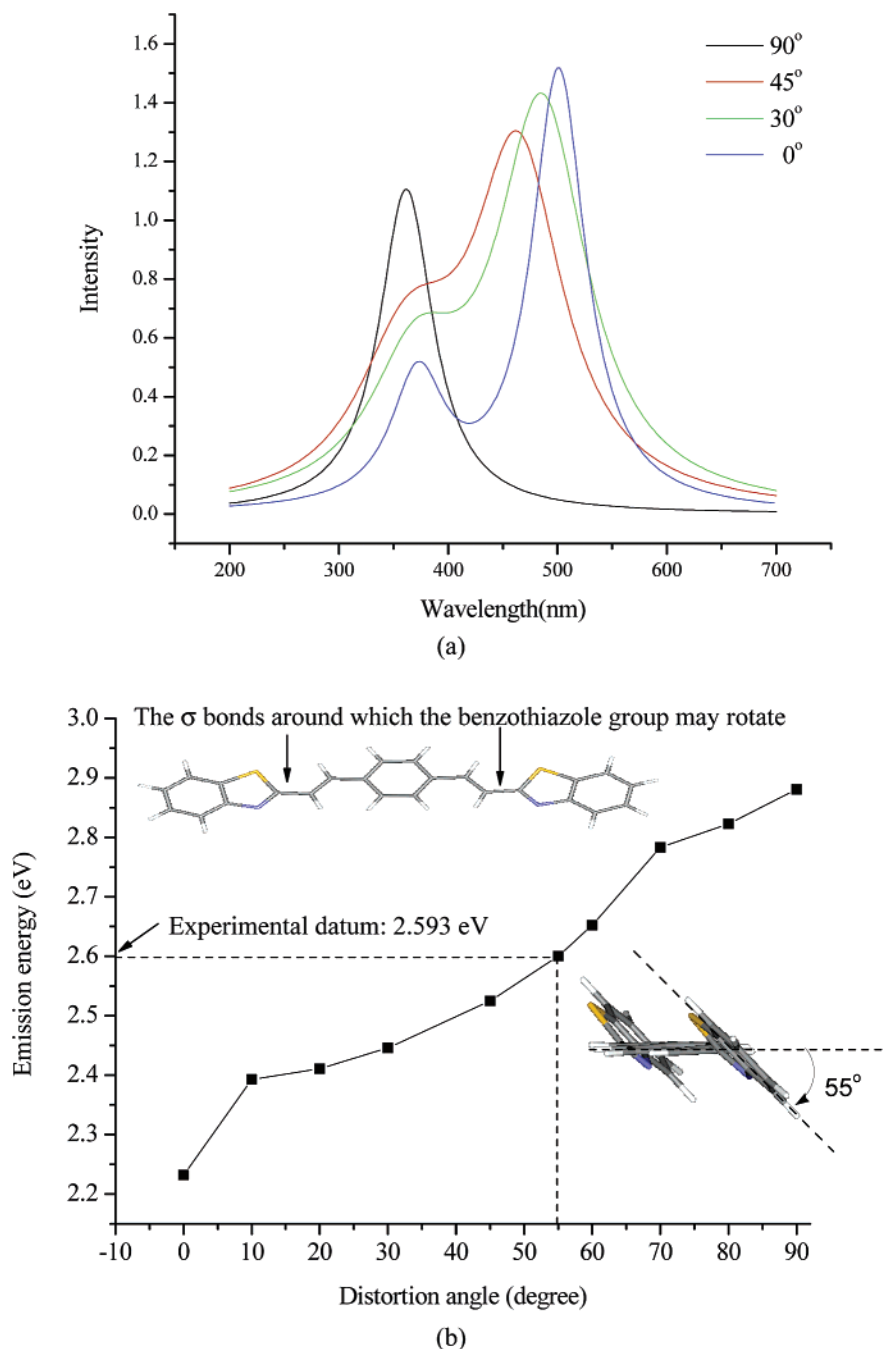 1.6
1.4
1.2
1.0
0.8
0.6
0.4
0.2
0.0
Intensity
90°
45°
30°
0°
200 300 400 500 600 700
Wavelength(nm)
(a)
3.0
2.9
2.8
2.7
2.6
2.5
2.4
2.3
2.2
Emission energy (eV)
The σ bonds around which the benzothiazole group may rotate
Experimental datum: 2.593 eV
55°
-10 0 10 20 30 40 50 60 70 80 90
Distortion angle (degree)
(b)